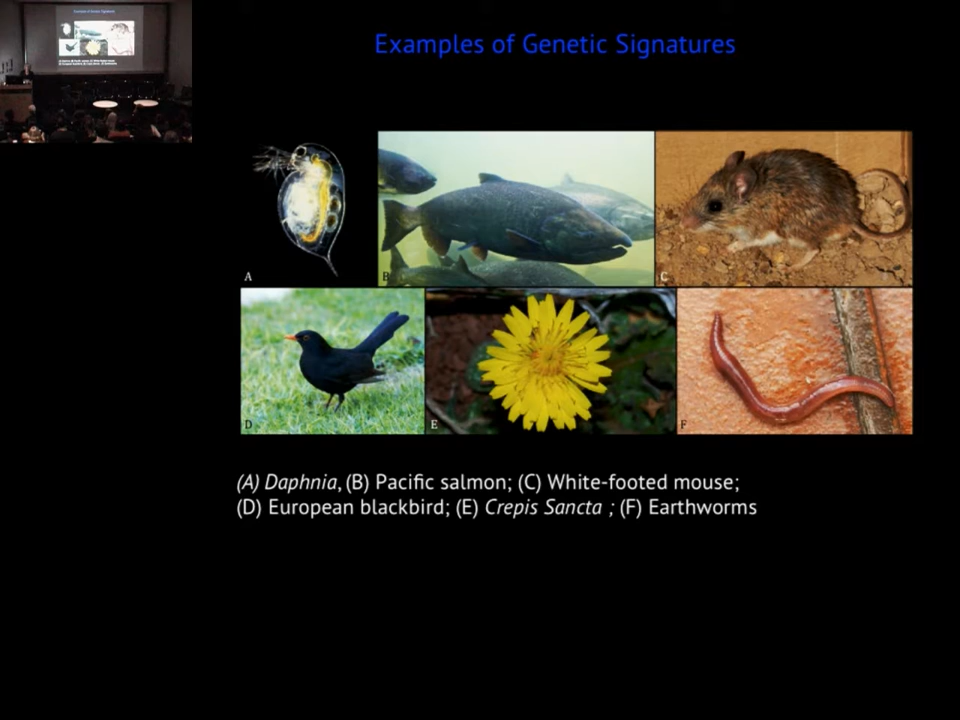 Examples of Genetic Signatures
A
B
C
D
E
F
(A) Daphnia, (B) Pacific salmon; (C) White-footed mouse;
(D) European blackbird; (E) Crepis Sancta ; (F) Earthworms